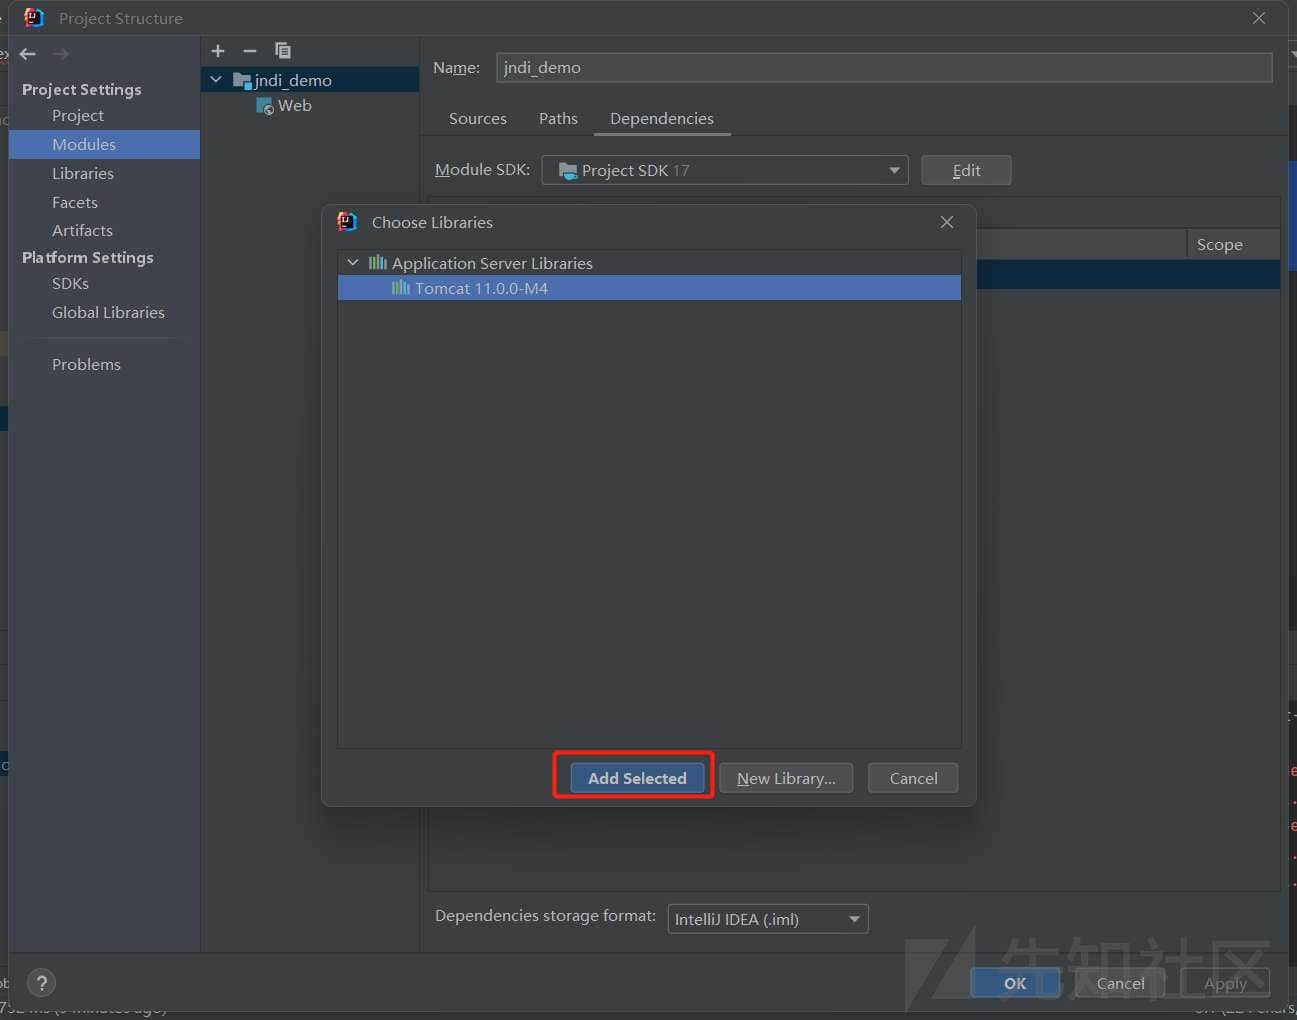 Project Structure
Project Settings
Project
Modules
Libraries
Facets
Artifacts
Platform Settings
SDKs
Global Libraries
Problems
jndi_demo
Web
Name:
jndi_demo
Sources
Paths
Dependencies
Module SDK:
Project SDK 17
Edit
Scope
Choose Libraries
Application Server Libraries
Tomcat 11.0.0-M4
Add Selected
New Library...
Cancel
Dependencies storage format:
IntelliJ IDEA (.iml)
?
OK
Cancel
Apply
先知社区